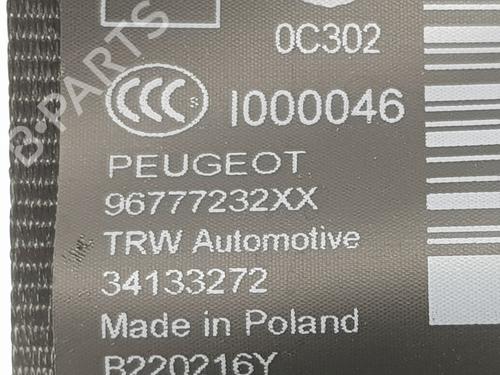 0C302
CCC S I000046
PEUGEOT
96777232XX
TRW Automotive
34133272
Made in Poland
B220216Y
B-PARTS